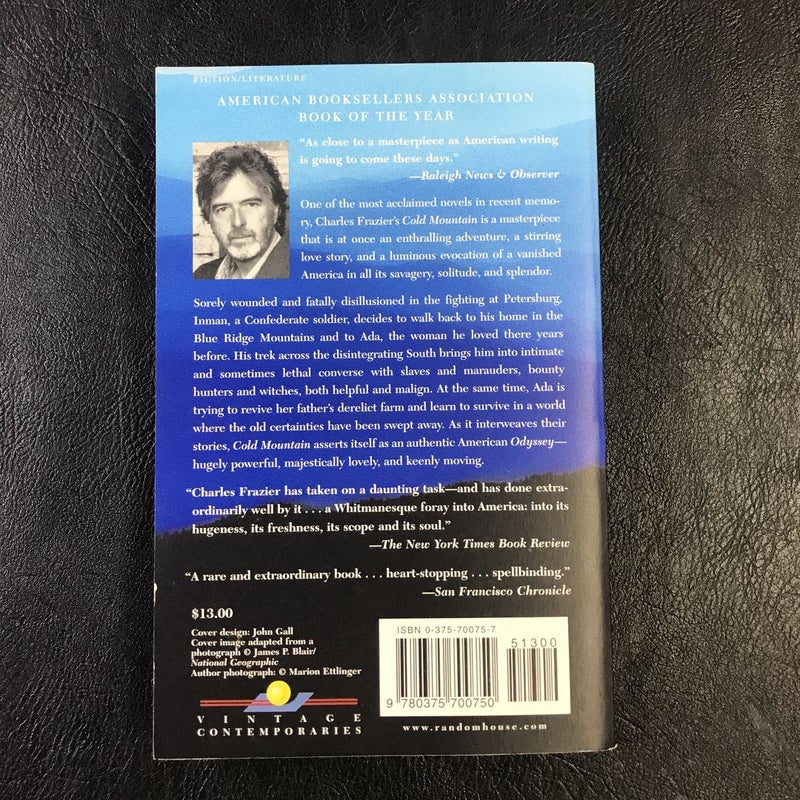 FICTION/LITERATURE
AMERICAN BOOKSELLERS ASSOCIATION
BOOK OF THE YEAR
“As close to a masterpiece as American writing
is going to come these days.”
—Raleigh News & Observer
One of the most acclaimed novels in recent memo-
ry, Charles Frazier’s Cold Mountain is a masterpiece
that is at once an enthralling adventure, a stirring
love story, and a luminous evocation of a vanished
America in all its savagery, solitude, and splendor.
Sorely wounded and fatally disillusioned in the fighting at Petersburg,
Inman, a Confederate soldier, decides to walk back to his home in the
Blue Ridge Mountains and to Ada, the woman he loved there years
before. His trek across the disintegrating South brings him into intimate
and sometimes lethal converse with slaves and marauders, bounty
hunters and witches, both helpful and malign. At the same time, Ada is
trying to revive her father’s derelict farm and learn to survive in a world
where the old certainties have been swept away. As it interweaves their
stories, Cold Mountain asserts itself as an authentic American Odyssey—
hugely powerful, majestically lovely, and keenly moving.
“Charles Frazier has taken on a daunting task—and has done extra-
ordinarily well by it . . . a Whitmanesque foray into America: into its
hugeness, its freshness, its scope and its soul.”
—The New York Times Book Review
“A rare and extraordinary book . . . heart-stopping . . . spellbinding.”
—San Francisco Chronicle
$13.00
Cover design: John Gall
Cover image adapted from a
photograph © James P. Blair/
National Geographic
Author photograph: © Marion Ettlinger
VINTAGE
CONTEMPORARIES
ISBN 0-375-70075-7
51300
9 780375 700750
www.randomhouse.com